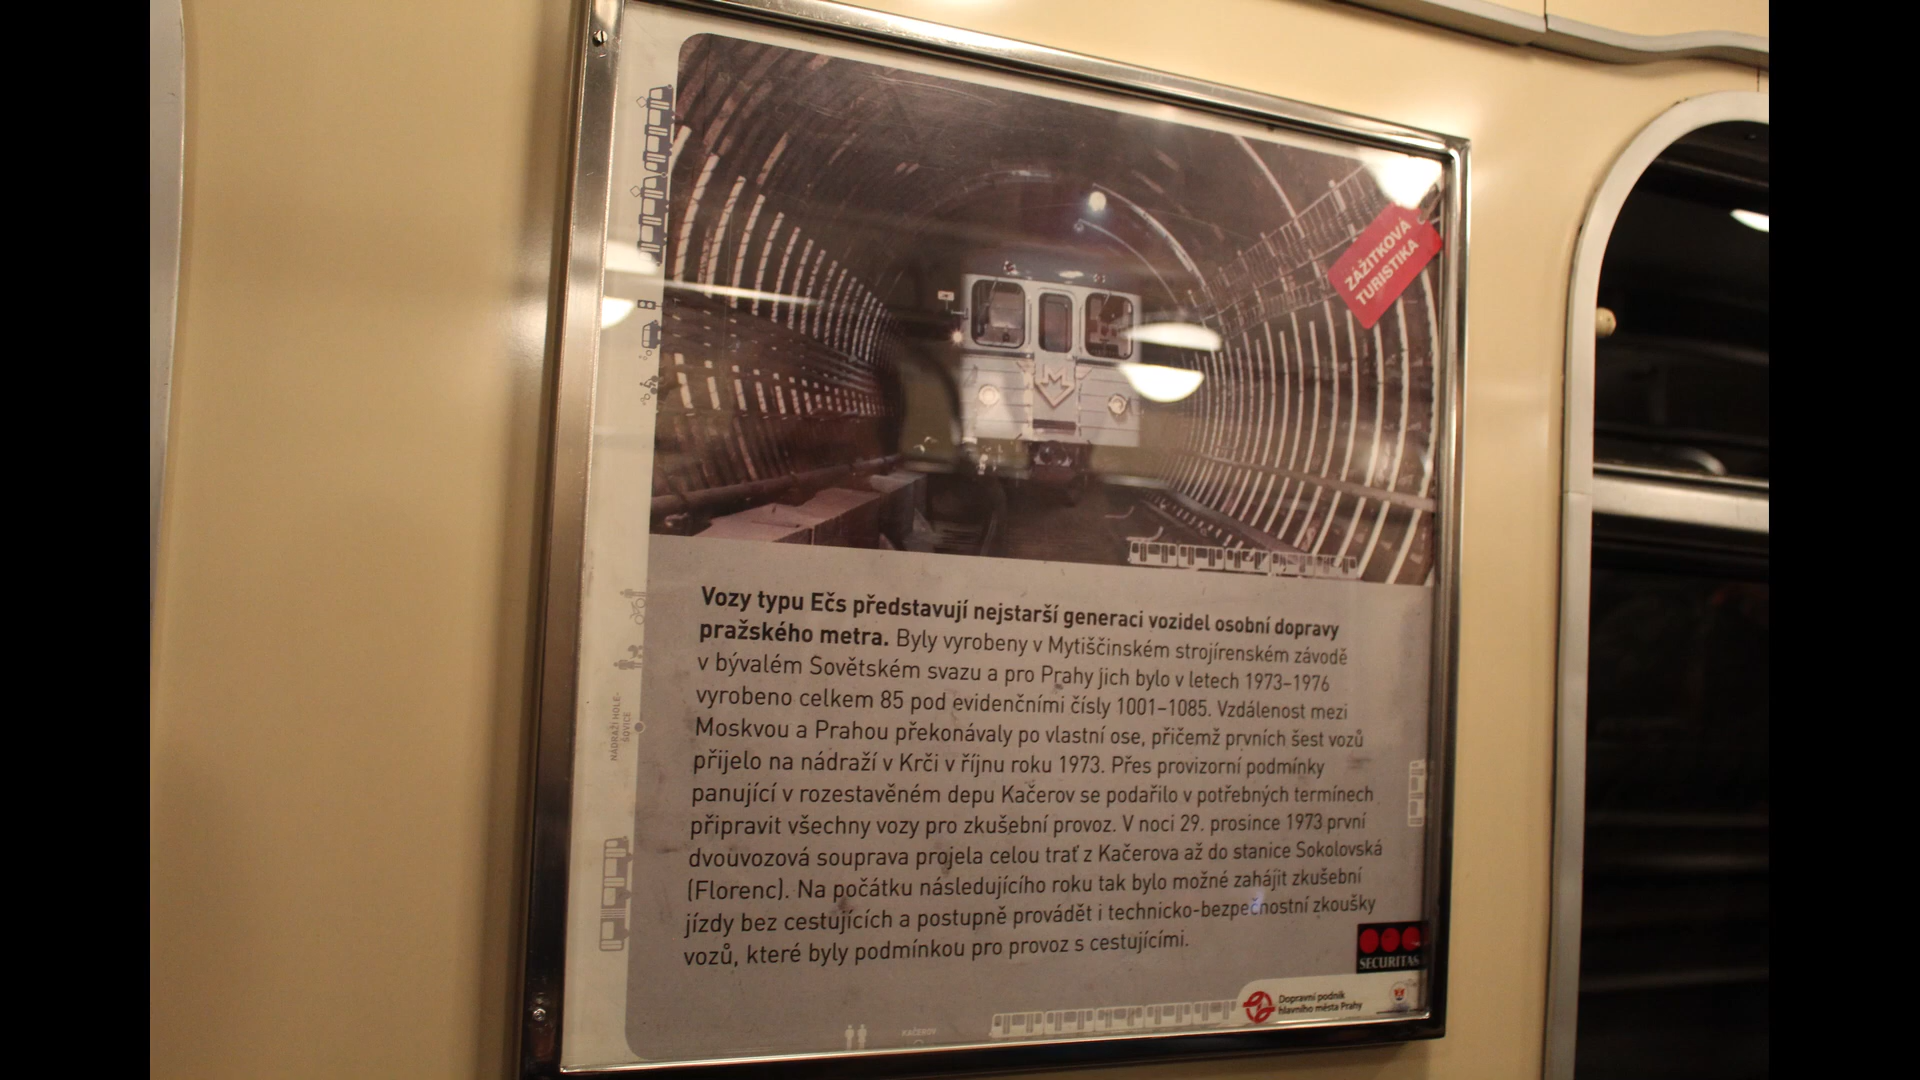 ZÁŽITKOVÁ
TURISTIKA
Vozy typu Ečs představují nejstarší generaci vozidel osobní dopravy
pražského metra. Byly vyrobeny v Mytiščinském strojírenském závodě
v bývalém Sovětském svazu a pro Prahy jich bylo v letech 1973–1976
vyrobeno celkem 85 pod evidenčními čísly 1001–1085. Vzdálenost mezi
Moskvou a Prahou překonávaly po vlastní ose, přičemž prvních šest vozů
přijelo na nádraží v Krči v říjnu roku 1973. Přes provizorní podmínky
panující v rozestavěném depu Kačerov se podařilo v potřebných termínech
připravit všechny vozy pro zkušební provoz. V noci 29. prosince 1973 první
dvouvozová souprava projela celou trať z Kačerova až do stanice Sokolovská
(Florenc). Na počátku následujícího roku tak bylo možné zahájit zkušební
jízdy bez cestujících a postupně provádět i technicko-bezpečnostní zkoušky
vozů, které byly podmínkou pro provoz s cestujícími.
NÁDRAŽÍ HOLE-
ŠOVICE
SECURITAS
Dopravní podnik
hlavního města Prahy
KAČEROV